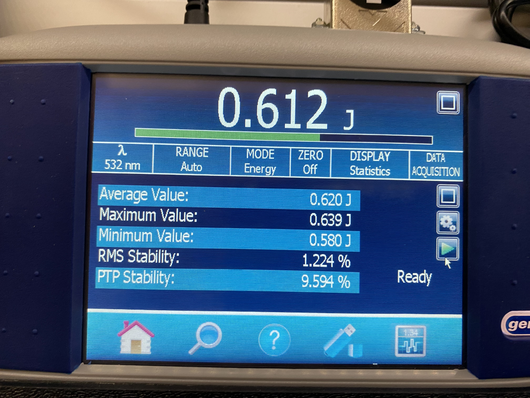 0.612 J
λ RANGE MODE ZERO DISPLAY DATA
532 nm Auto Energy Off Statistics ACQUISITION
Average Value: 0.620 J
Maximum Value: 0.639 J
Minimum Value: 0.580 J
RMS Stability: 1.224 %
PTP Stability: 9.594 %
Ready
?